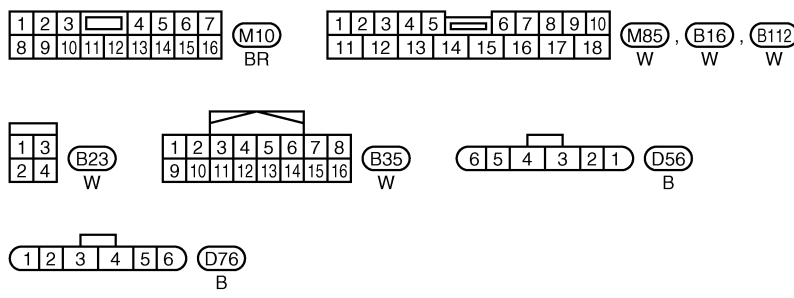 1 2 3 4 5 6 7
8 9 10 11 12 13 14 15 16
M10
BR
1 2 3 4 5 6 7 8 9 10
11 12 13 14 15 16 17 18
M85 , B16 , B112
W W W
1 3
2 4
B23
W
1 2 3 4 5 6 7 8
9 10 11 12 13 14 15 16
B35
W
6 5 4 3 2 1
D56
B
1 2 3 4 5 6
D76
B